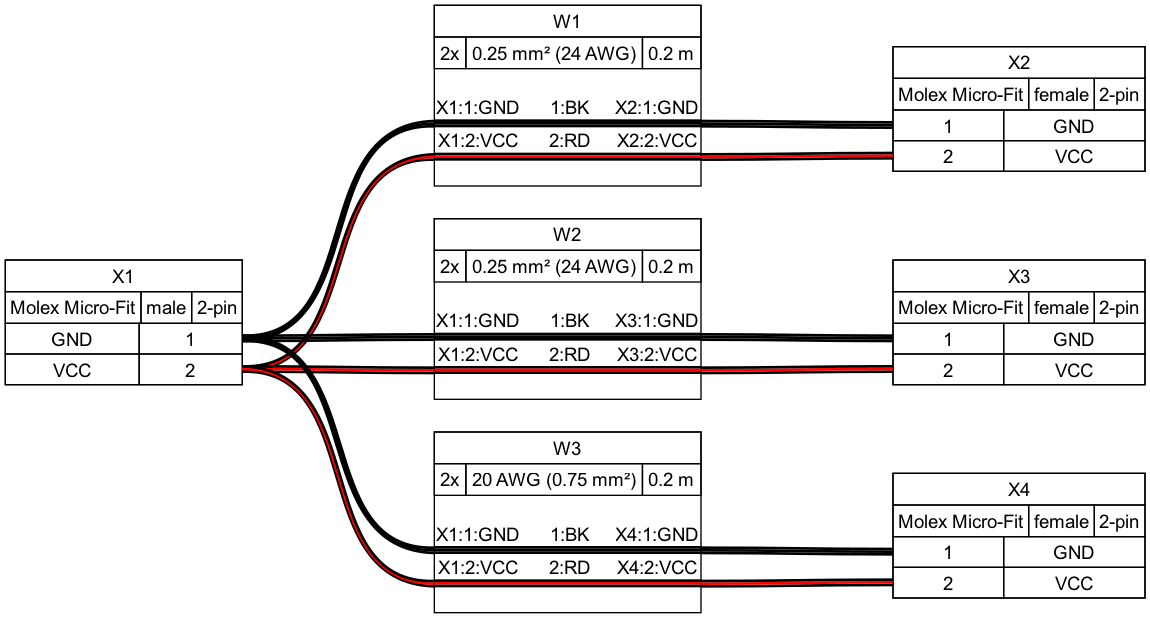 W1
2x 0.25 mm² (24 AWG) 0.2 m
X1:1:GND 1:BK X2:1:GND
X1:2:VCC 2:RD X2:2:VCC
X2
Molex Micro-Fit female 2-pin
1 GND
2 VCC
W2
2x 0.25 mm² (24 AWG) 0.2 m
X1:1:GND 1:BK X3:1:GND
X1:2:VCC 2:RD X3:2:VCC
X1
Molex Micro-Fit male 2-pin
GND 1
VCC 2
X3
Molex Micro-Fit female 2-pin
1 GND
2 VCC
W3
2x 20 AWG (0.75 mm²) 0.2 m
X1:1:GND 1:BK X4:1:GND
X1:2:VCC 2:RD X4:2:VCC
X4
Molex Micro-Fit female 2-pin
1 GND
2 VCC